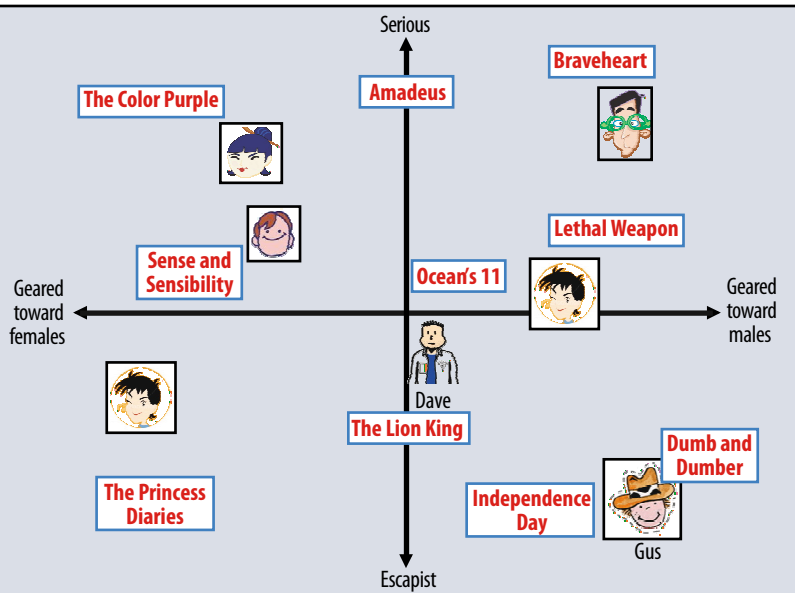 Serious
Braveheart
The Color Purple
Amadeus
Lethal Weapon
Sense and
Sensibility
Ocean's 11
Geared
toward
females
Geared
toward
males
Dave
The Lion King
Dumb and
Dumber
The Princess
Diaries
Independence
Day
Gus
Escapist